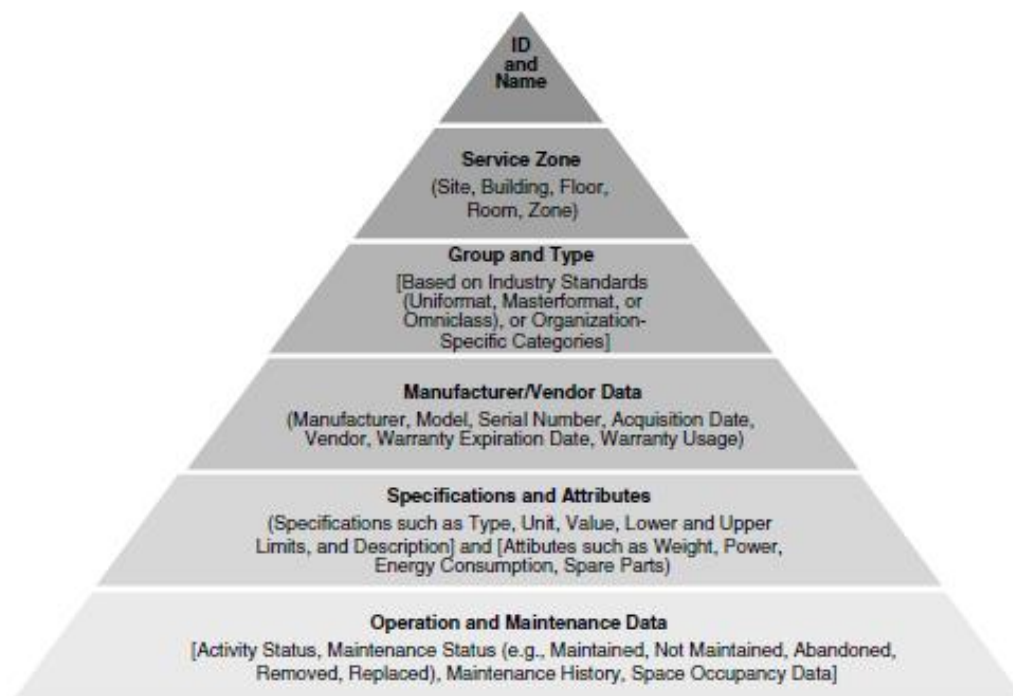 ID
and
Name
Service Zone
(Site, Building, Floor,
Room, Zone)
Group and Type
[Based on Industry Standards
(Uniformat, Masterformat, or
Omniclass), or Organization-
Specific Categories]
Manufacturer/Vendor Data
(Manufacturer, Model, Serial Number, Acquisition Date,
Vendor, Warranty Expiration Date, Warranty Usage)
Specifications and Attributes
(Specifications such as Type, Unit, Value, Lower and Upper
Limits, and Description] and [Attibutes such as Weight, Power,
Energy Consumption, Spare Parts)
Operation and Maintenance Data
[Activity Status, Maintenance Status (e.g., Maintained, Not Maintained, Abandoned,
Removed, Replaced), Maintenance History, Space Occupancy Data]